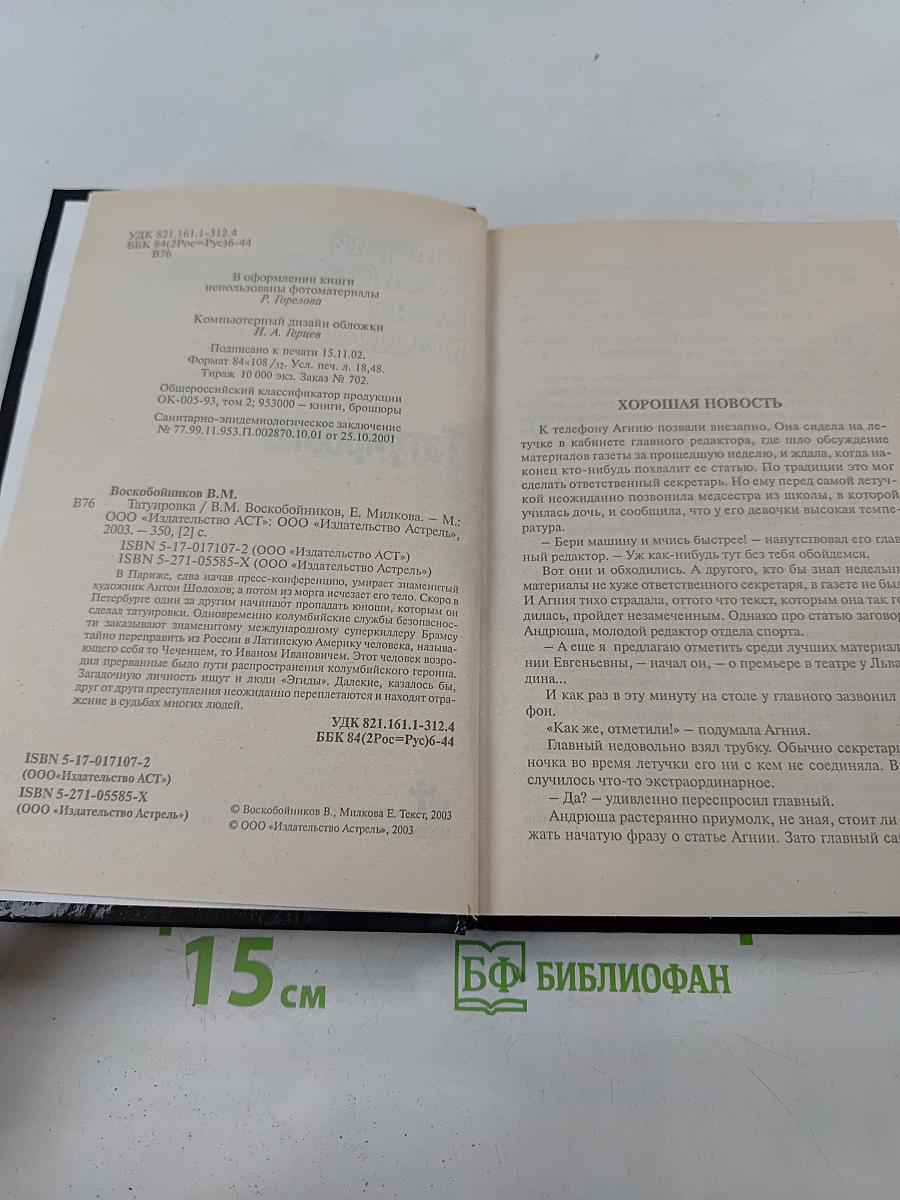 УДК 821.161.1-312.4
ББК 84(2Рос=Рус)6-44
В76
В оформлении книги
использованы фотоматериалы
Р. Горелова
Компьютерный дизайн обложки
И. А. Герцев
Подписано к печати 15.11.02.
Формат 84×108 /32. Усл. печ. л. 18,48.
Тираж 10 000 экз. Заказ № 702.
Общероссийский классификатор продукции
ОК-005-93, том 2; 953000 — книги, брошюры
Санитарно-эпидемиологическое заключение
№ 77.99.11.953.П.002870.10.01 от 25.10.2001
Воскобойников В.М.
В76 Татуировка / В.М. Воскобойников, Е. Милкова. — М.:
ООО «Издательство АСТ»: ООО «Издательство Астрель»,
2003. — 350, [2] с.
ISBN 5-17-017107-2 (ООО «Издательство АСТ»)
ISBN 5-271-05585-X (ООО «Издательство Астрель»)
В Париже, едва начав пресс-конференцию, умирает знаменитый
художник Антон Шолохов; а потом из морга исчезает его тело. Скоро в
Петербурге один за другим начинают пропадать юноши, которым он
сделал татуировки. Одновременно колумбийские службы безопаснос-
ти заказывают знаменитому международному суперкиллеру Брамсу
тайно переправить из России в Латинскую Америку человека, называ-
ющего себя то Чеченцем, то Иваном Ивановичем. Этот человек возро-
дил прерванные было пути распространения колумбийского героина.
Загадочную личность ищут и люди «Эгиды». Далекие, казалось бы,
друг от друга преступления неожиданно переплетаются и находят отра-
жение в судьбах многих людей.
УДК 821.161.1-312.4
ББК 84(2Рос=Рус)6-44
ISBN 5-17-017107-2
(ООО«Издательство АСТ»)
ISBN 5-271-05585-X
(ООО «Издательство Астрель»)
© Воскобойников В., Милкова Е. Текст, 2003
© ООО «Издательство Астрель», 2003
ХОРОШАЯ НОВОСТЬ
К телефону Агнию позвали внезапно. Она сидела на ле-
тучке в кабинете главного редактора, где шло обсуждение
материалов газеты за прошедшую неделю, и ждала, когда на-
конец кто-нибудь похвалит ее статью. По традиции это мог
сделать ответственный секретарь. Но ему перед самой летуч-
кой неожиданно позвонила медсестра из школы, в которой
училась дочь, и сообщила, что у его девочки высокая темпе-
ратура.
— Бери машину и мчись быстрее! — напутствовал его глав
ный редактор. — Уж как-нибудь тут без тебя обойдемся.
Вот они и обходились. А другого, кто бы знал недельны
материалы не хуже ответственного секретаря, в газете не был
И Агния тихо страдала, оттого что текст, которым она так го
дилась, пройдет незамеченным. Однако про статью заговор
Андрюша, молодой редактор отдела спорта.
— А еще я предлагаю отметить среди лучших материал
нии Евгеньевны, — начал он, — о премьере в театре у Льва
дина...
И как раз в эту минуту на столе у главного зазвонил
фон.
«Как же, отметили!» — подумала Агния.
Главный недовольно взял трубку. Обычно секретар
ночка во время летучки его ни с кем не соединяла. В
случилось что-то экстраординарное.
— Да? — удивленно переспросил главный.
Андрюша растерянно приумолк, не зная, стоит ли
жать начатую фразу о статье Агнии. Зато главный са
15 см
БФ БИБЛИОФАН